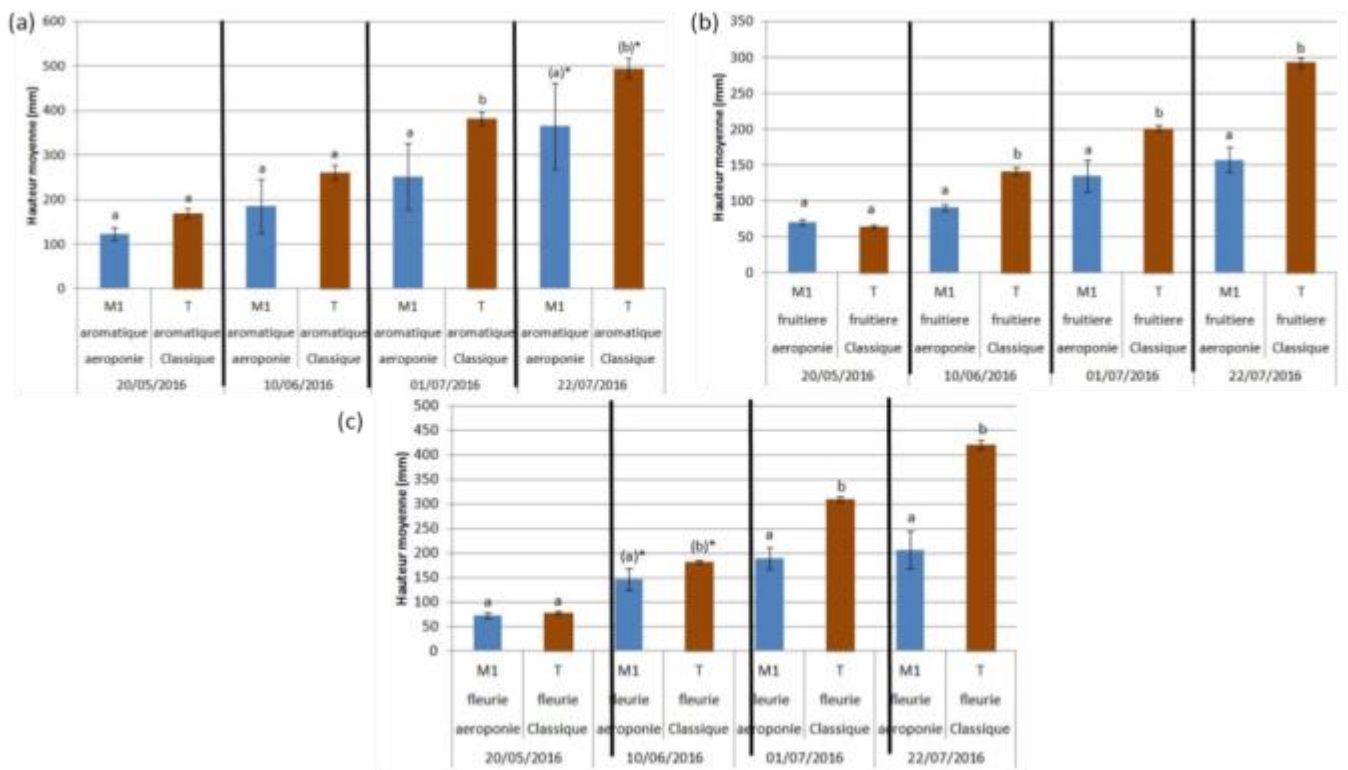 (a)
Hauteur moyenne (mm)
600
500
400
300
200
100
0
a
a
a
a
a
b
(a)*
(b)*
M1 T M1 T M1 T M1 T
aromatique aromatique aromatique aromatique aromatique aromatique aromatique aromatique
aeroponie Classique aeroponie Classique aeroponie Classique aeroponie Classique
20/05/2016 10/06/2016 01/07/2016 22/07/2016
(b)
Hauteur moyenne (mm)
350
300
250
200
150
100
50
0
a
a
a
b
a
b
a
b
M1 T M1 T M1 T M1 T
fruitiere fruitiere fruitiere fruitiere fruitiere fruitiere fruitiere fruitiere
aeroponie Classique aeroponie Classique aeroponie Classique aeroponie Classique
20/05/2016 10/06/2016 01/07/2016 22/07/2016
(c)
Hauteur moyenne (mm)
500
450
400
350
300
250
200
150
100
50
0
a
a
(a)*
(b)*
a
b
a
b
M1 T M1 T M1 T M1 T
fleurie fleurie fleurie fleurie fleurie fleurie fleurie fleurie
aeroponie Classique aeroponie Classique aeroponie Classique aeroponie Classique
20/05/2016 10/06/2016 01/07/2016 22/07/2016